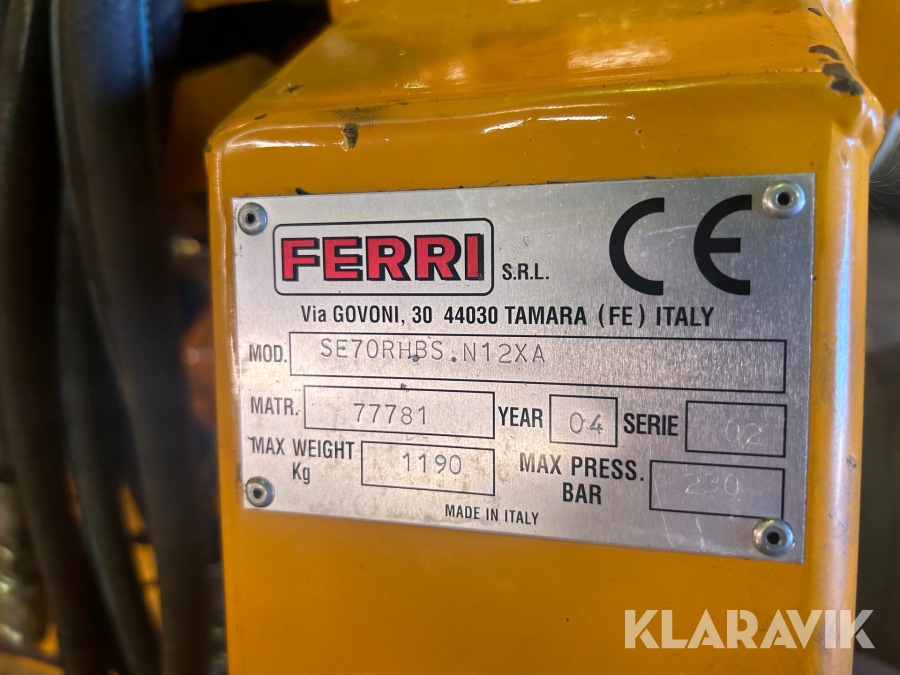 FERRI S.R.L. CE
Via GOVONI, 30 44030 TAMARA (FE) ITALY
MOD. SE70RHBS.N12XA
MATR. 77781 YEAR 04 SERIE 02
MAX WEIGHT Kg 1190 MAX PRESS. BAR 230
MADE IN ITALY
KLARAVIK